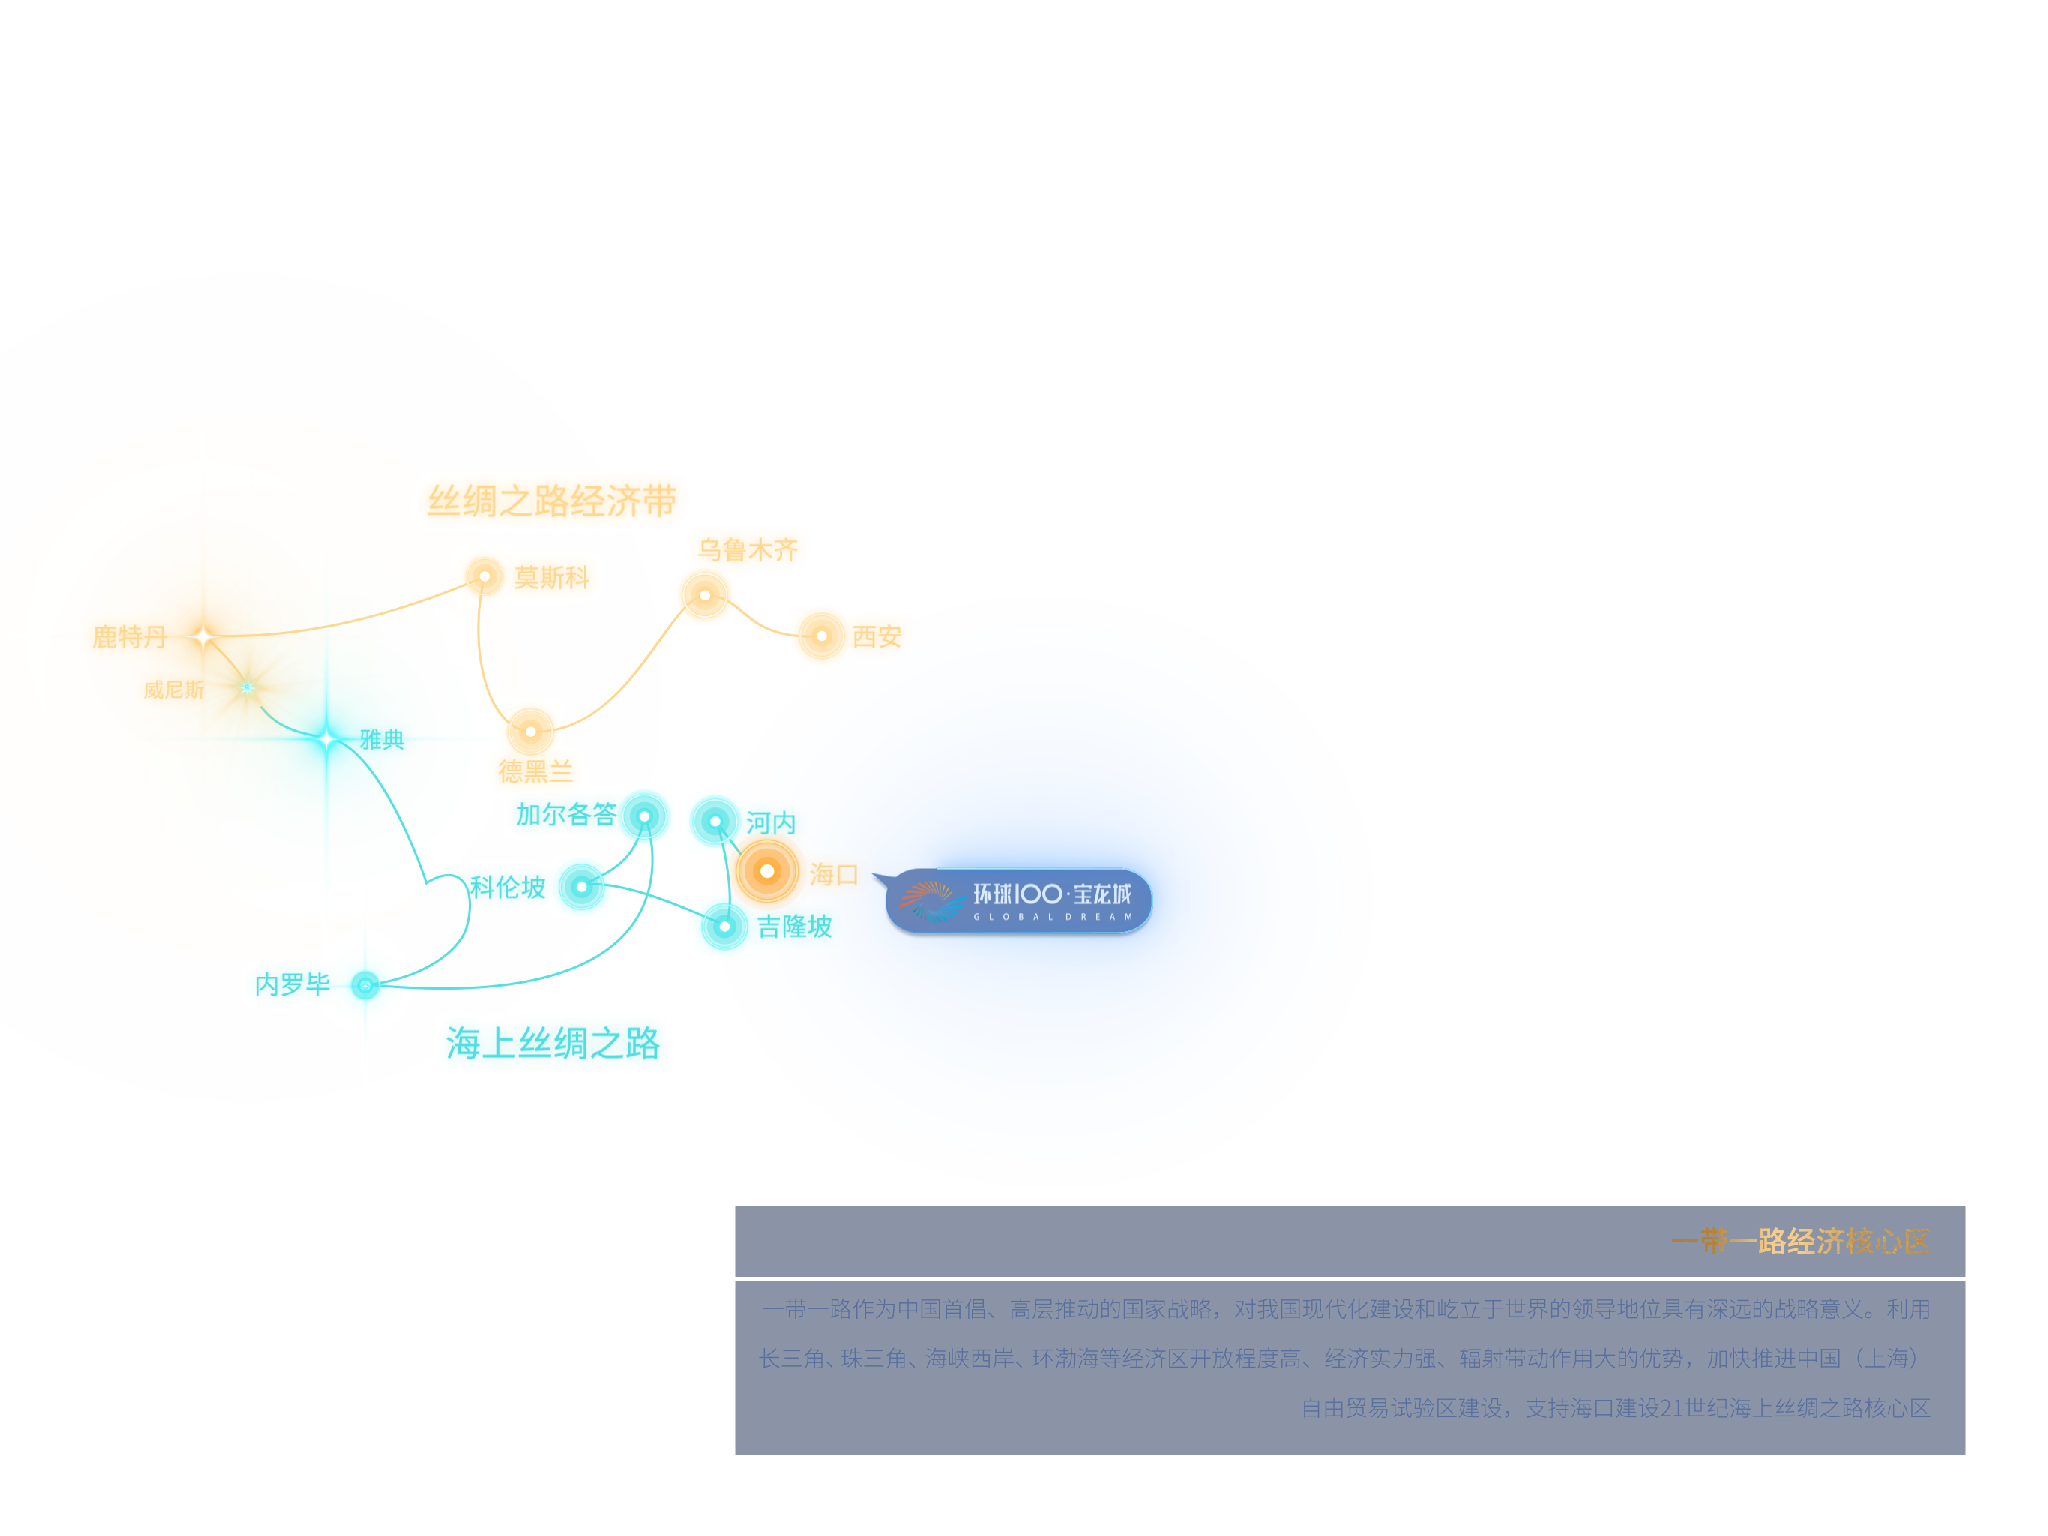 丝绸之路经济带
乌鲁木齐
莫斯科
鹿特丹
西安
威尼斯
雅典
德黑兰
加尔各答
河内
海口
科伦坡
环球100·宝龙城
GLOBAL DREAM
吉隆坡
内罗毕
海上丝绸之路
一带一路经济核心区
一带一路作为中国首倡、高层推动的国家战略，对我国现代化建设和屹立于世界的领导地位具有深远的战略意义。利用
长三角、珠三角、海峡西岸、环渤海等经济区开放程度高、经济实力强、辐射带动作用大的优势，加快推进中国（上海）
自由贸易试验区建设，支持海口建设21世纪海上丝绸之路核心区